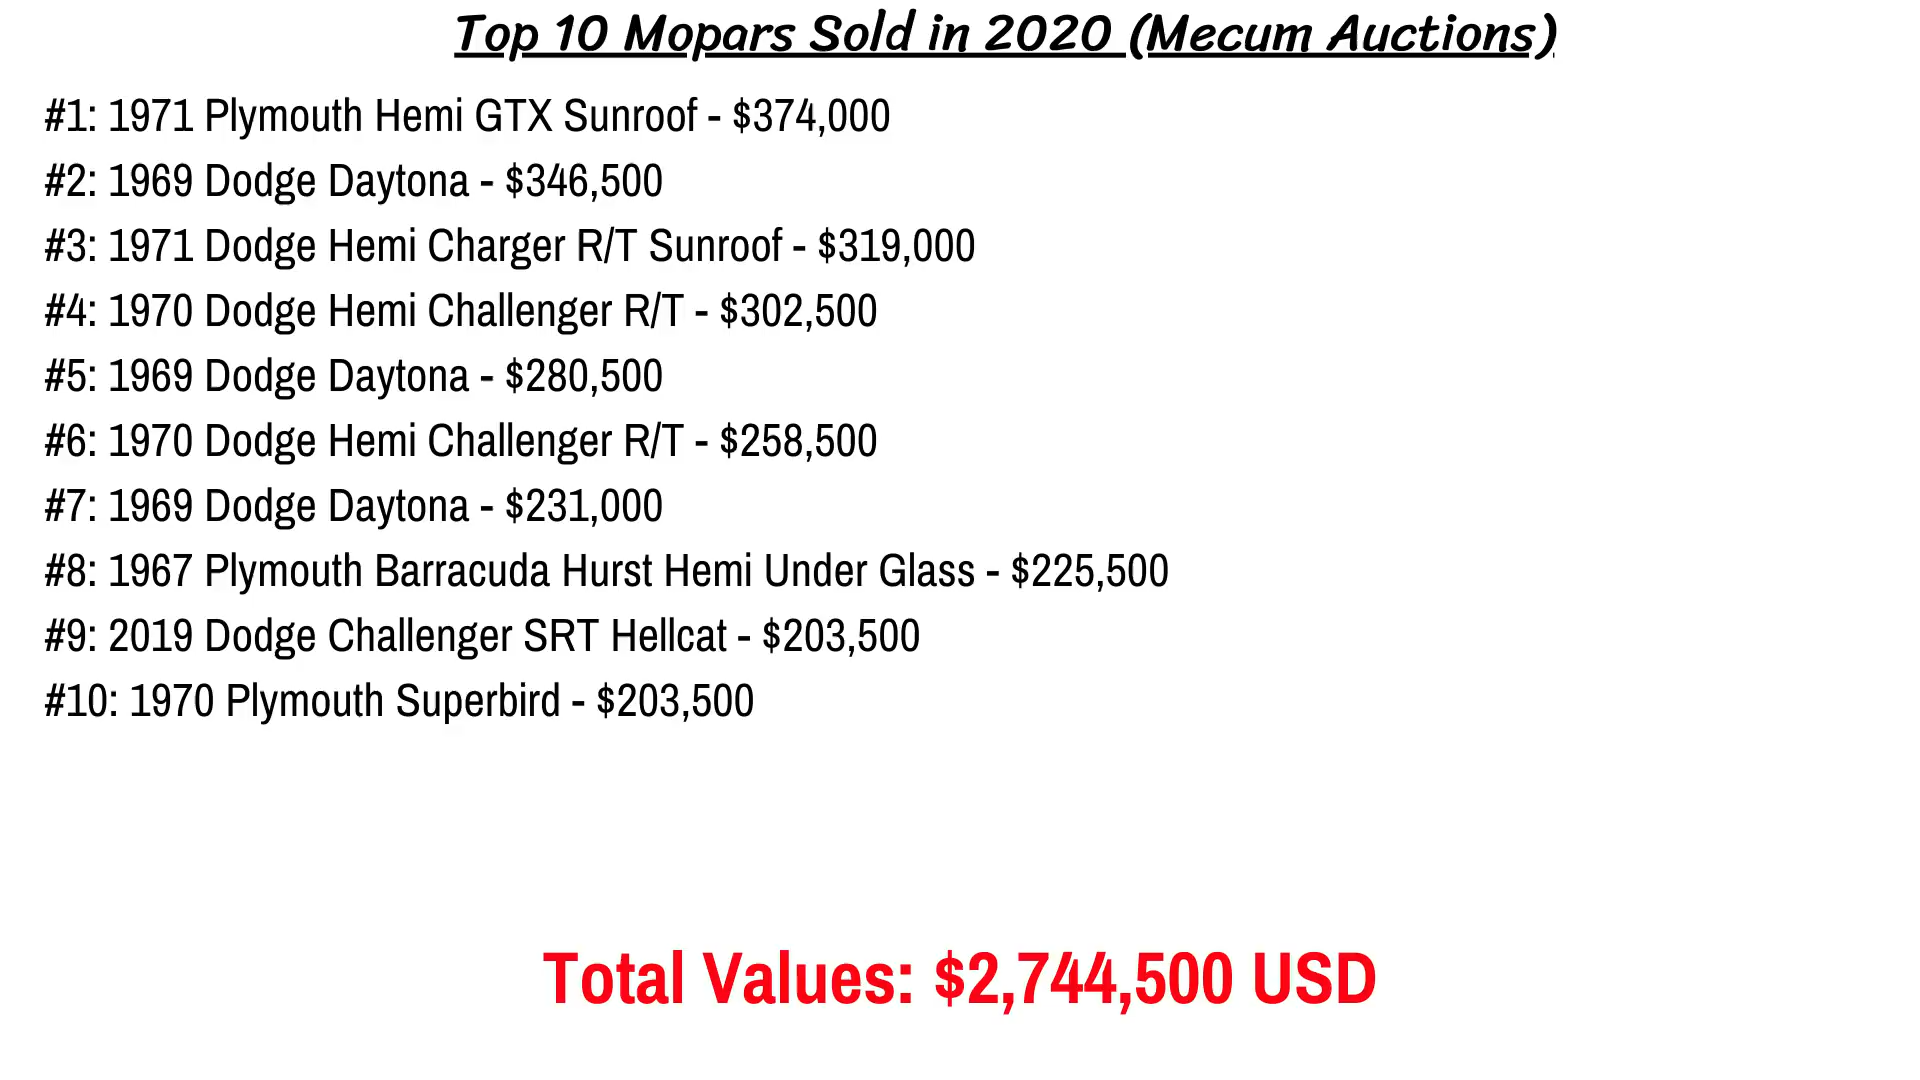 Top 10 Mopars Sold in 2020 (Mecum Auctions)
#1: 1971 Plymouth Hemi GTX Sunroof - $374,000
#2: 1969 Dodge Daytona - $346,500
#3: 1971 Dodge Hemi Charger R/T Sunroof - $319,000
#4: 1970 Dodge Hemi Challenger R/T - $302,500
#5: 1969 Dodge Daytona - $280,500
#6: 1970 Dodge Hemi Challenger R/T - $258,500
#7: 1969 Dodge Daytona - $231,000
#8: 1967 Plymouth Barracuda Hurst Hemi Under Glass - $225,500
#9: 2019 Dodge Challenger SRT Hellcat - $203,500
#10: 1970 Plymouth Superbird - $203,500
Total Values: $2,744,500 USD